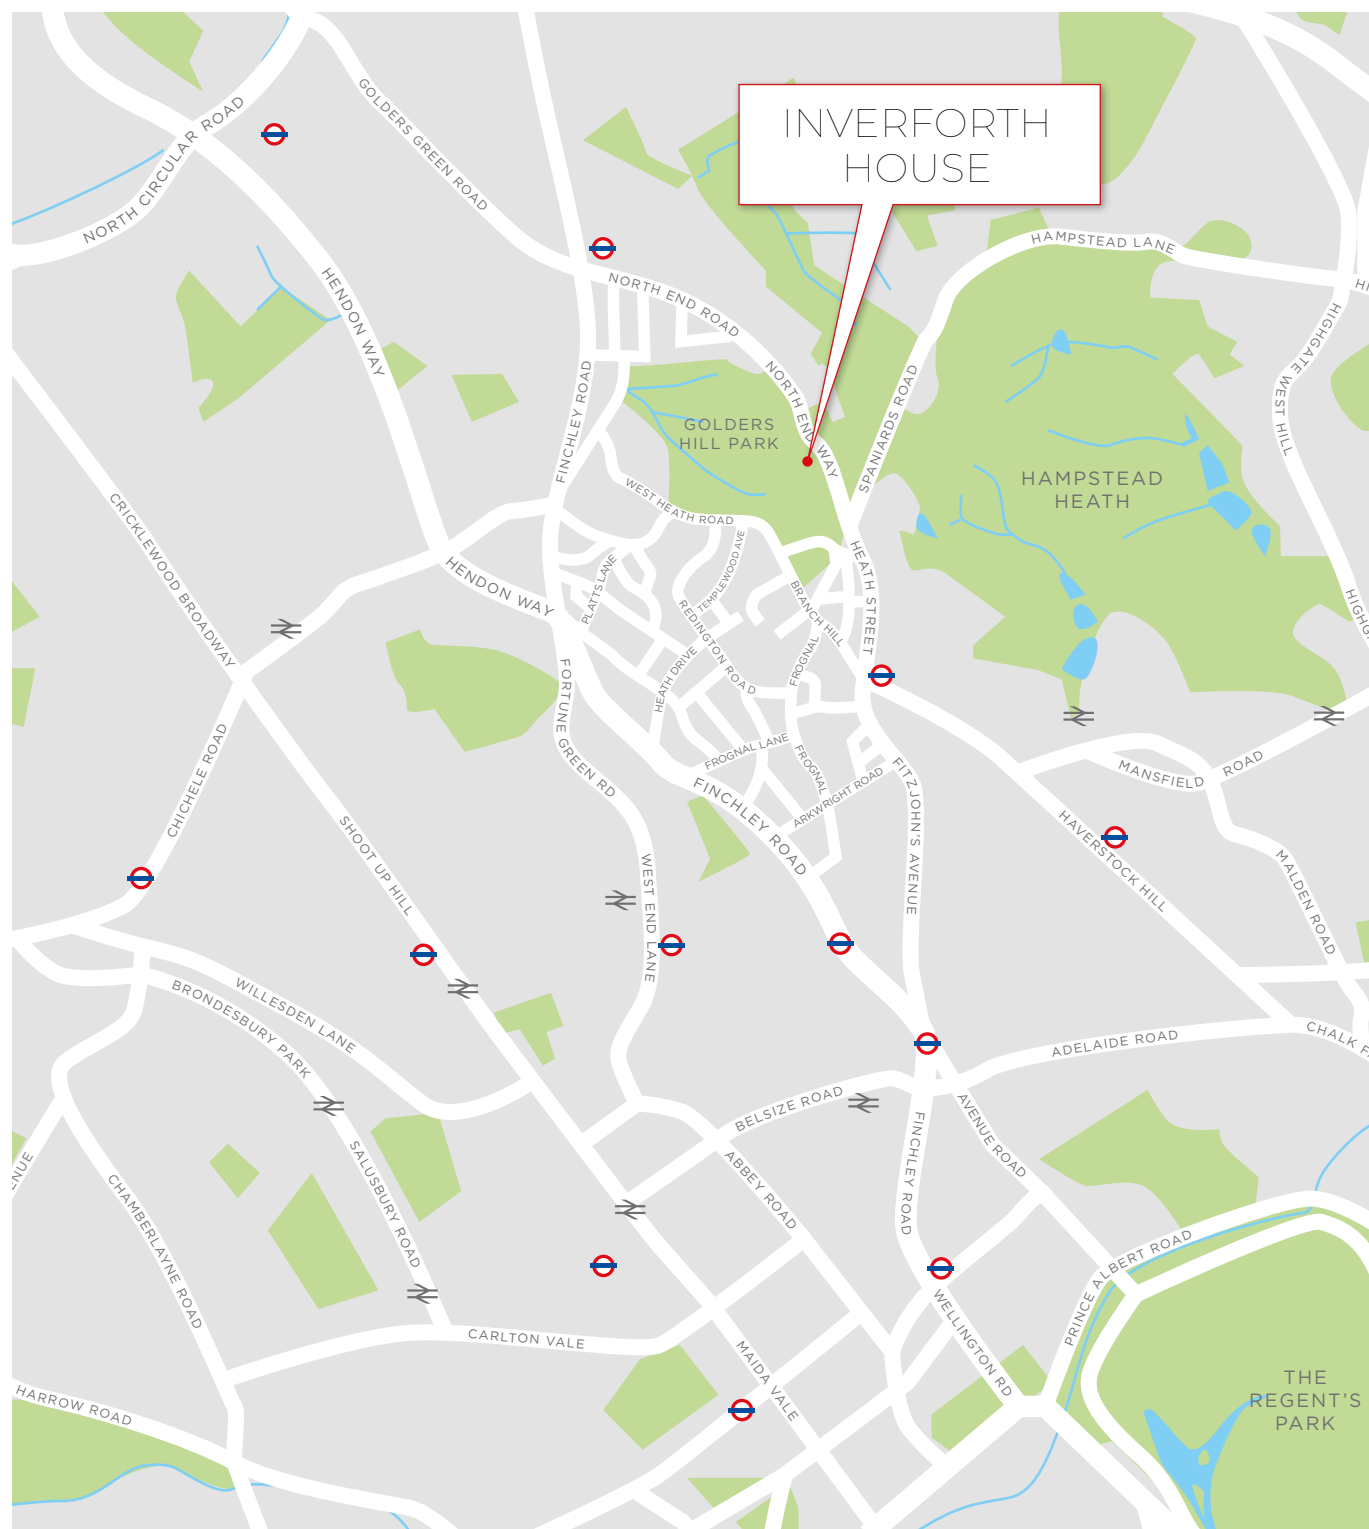 INVERFORTH
HOUSE
NORTH CIRCULAR ROAD
GOLDERS GREEN ROAD
HAMPSTEAD LANE
HI
HENDON WAY
NORTH END ROAD
HIGHGATE WEST HILL
NORTH END WAY
FINCHLEY ROAD
SPANIARDS ROAD
GOLDERS
HILL PARK
HAMPSTEAD
HEATH
WEST HEATH ROAD
CRICKLEWOOD BROADWAY
HENDON WAY
PLATTS LANE
TEMPLEWOOD AVE
HEATH STREET
BRANCH HILL
REDINGTON ROAD
HIGHG
HEATH DRIVE
FROGNAL
FORTUNE GREEN RD
CHICHELE ROAD
FROGNAL LANE
FROGNAL
ARKWRIGHT ROAD
FITZJOHN'S AVENUE
MANSFIELD ROAD
FINCHLEY ROAD
SHOOT UP HILL
HAVERSTOCK HILL
MALDEN ROAD
WEST END LANE
WILLESDEN LANE
BRONDESBURY PARK
ADELAIDE ROAD
CHALK F
BELSIZE ROAD
AVENUE ROAD
FINCHLEY ROAD
ENUE
SALUSBURY ROAD
ABBEY ROAD
CHAMBERLAYNE ROAD
PRINCE ALBERT ROAD
CARLTON VALE
MAIDA VALE
WELLINGTON RD
HARROW ROAD
THE
REGENT'S
PARK